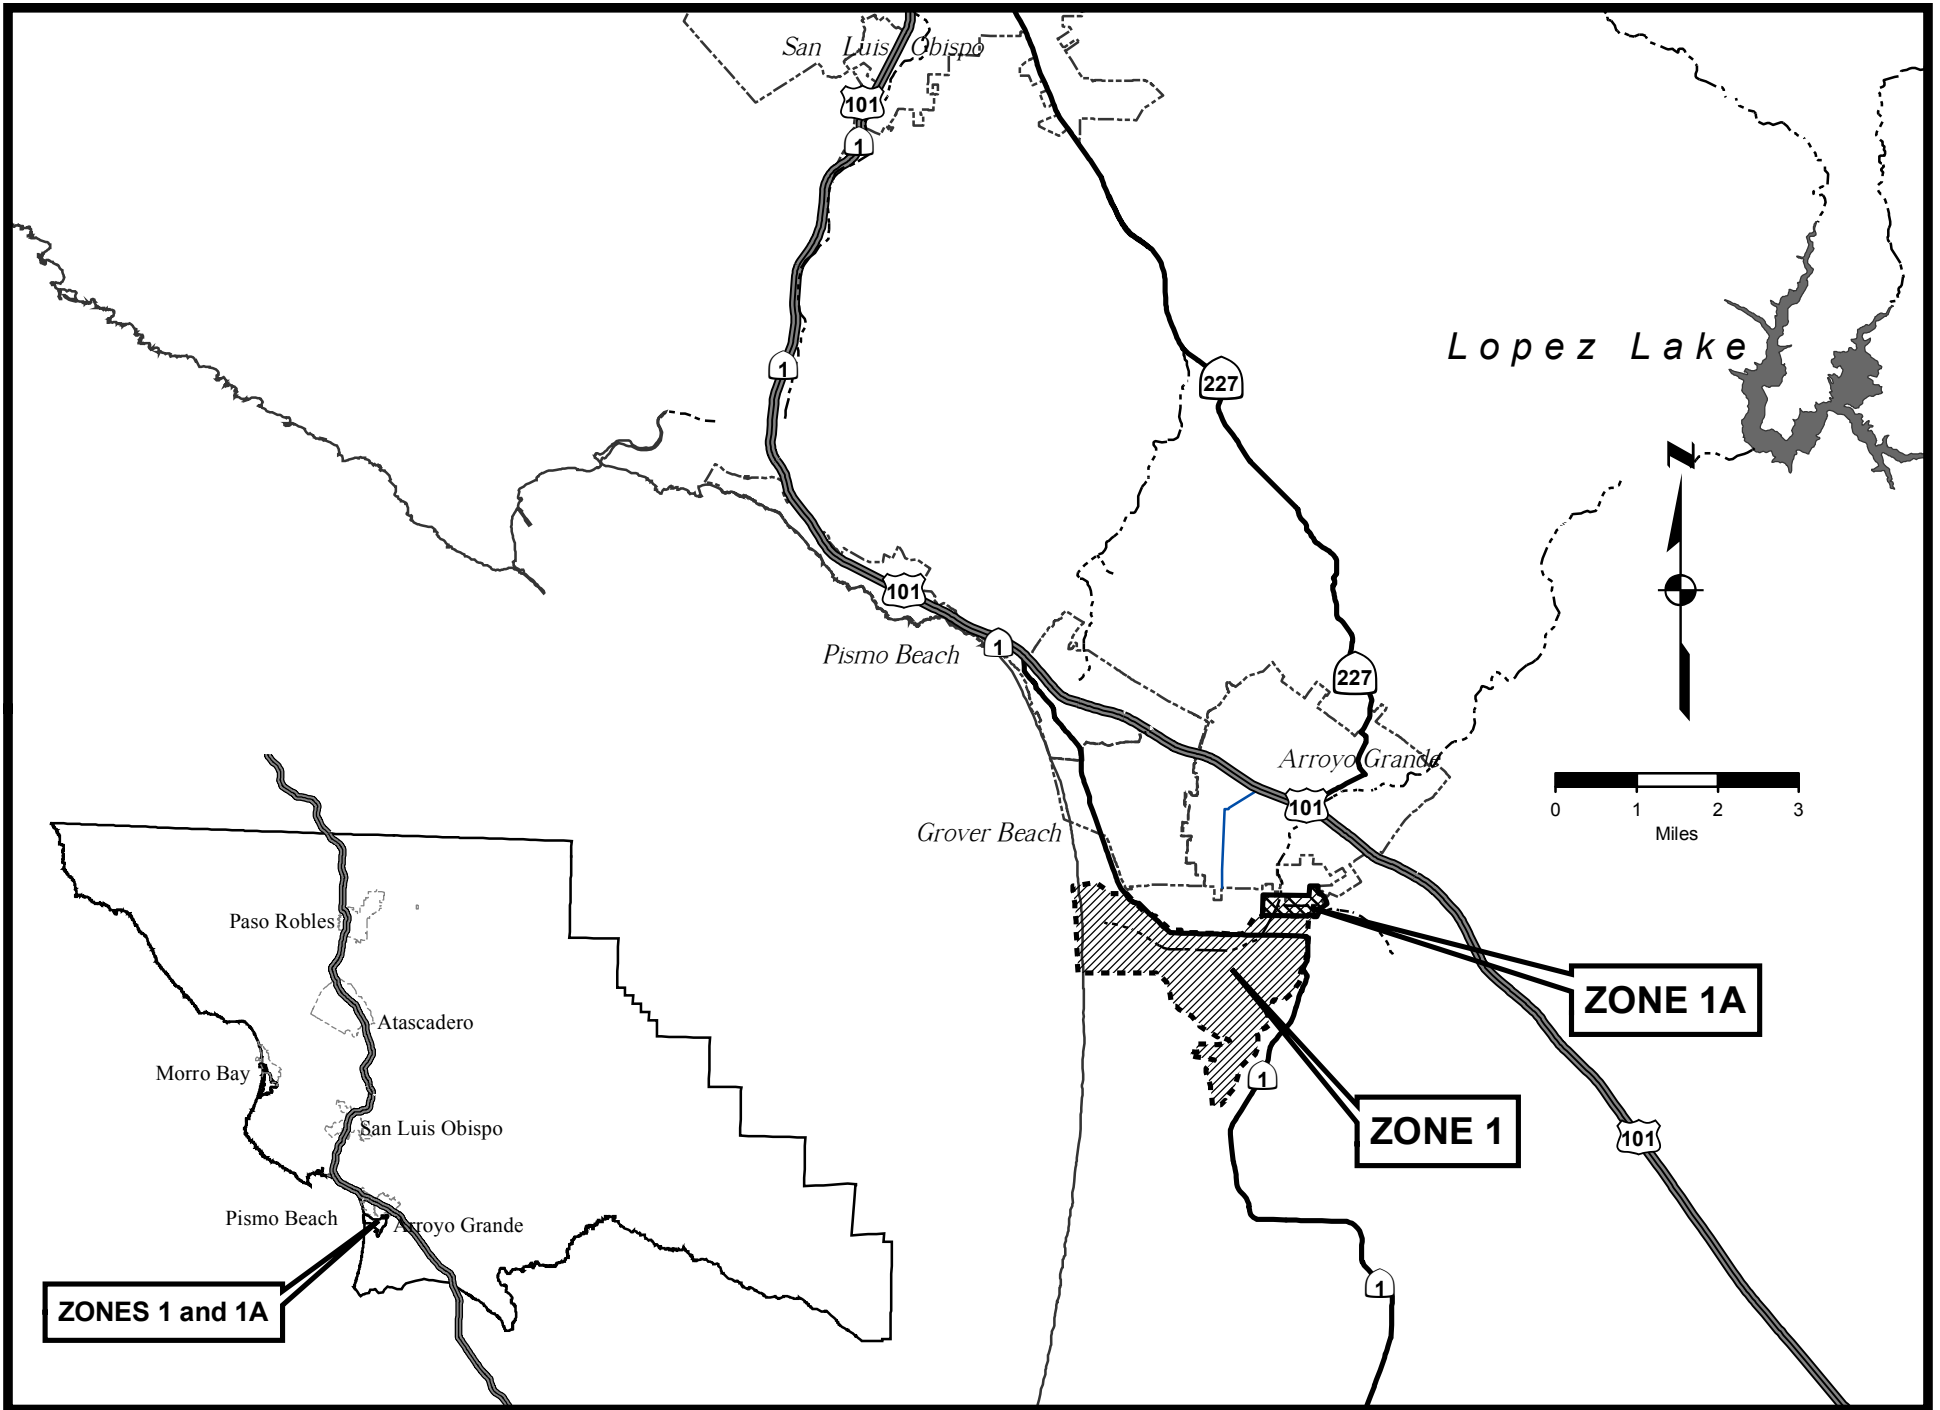 San Luis Obispo
101
1
1
Lopez Lake
227
N
101
1
Pismo Beach
227
Arroyo Grande
101
0 1 2 3
Miles
Grover Beach
ZONE 1A
1
ZONE 1
101
1
Paso Robles
Atascadero
Morro Bay
San Luis Obispo
Pismo Beach
Arroyo Grande
ZONES 1 and 1A